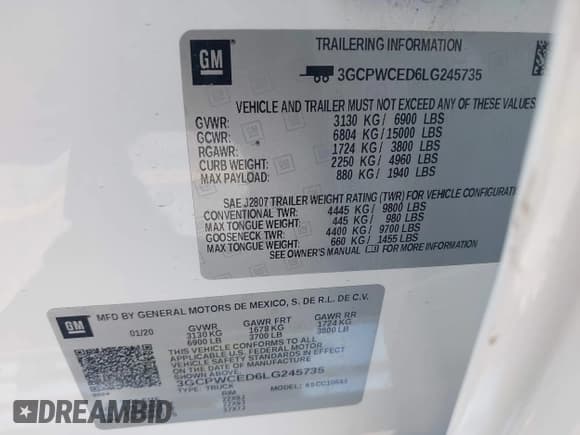 GM
TRAILERING INFORMATION
3GCPWCED6LG245735
VEHICLE AND TRAILER MUST NOT EXCEED ANY OF THESE VALUES
GVWR: 3130 KG/ 6900 LBS
GCWR: 6804 KG/15000 LBS
RGAWR: 1724 KG/ 3800 LBS
CURB WEIGHT: 2250 KG/ 4960 LBS
MAX PAYLOAD: 880 KG/ 1940 LBS
SAE J2807 TRAILER WEIGHT RATING (TWR) FOR VEHICLE CONFIGURATI
CONVENTIONAL TWR: 4445 KG/ 9800 LBS
MAX TONGUE WEIGHT: 445 KG/ 980 LBS
GOOSENECK TWR: 4400 KG/ 9700 LBS
MAX TONGUE WEIGHT: 660 KG/ 1455 LBS
SEE OWNER'S MANUAL FOR MORE INFORMATION
GM
MFD BY GENERAL MOTORS DE MEXICO, S. DE R.L. DE C.V.
01/20 GVWR GAWR FRT GAWR RR
3130 KG 1678 KG 1724 KG
6900 LB 3700 LB 3800 LB
THIS VEHICLE CONFORMS TO ALL
APPLICABLE U.S. FEDERAL MOTOR
VEHICLE SAFETY STANDARDS IN
EFFECT ON THE DATE OF MANUFACTURE
SHOWN ABOVE.
3GCPWCED6LG245735
TYPE: TRUCK MODEL:
RIM
© RideSafely